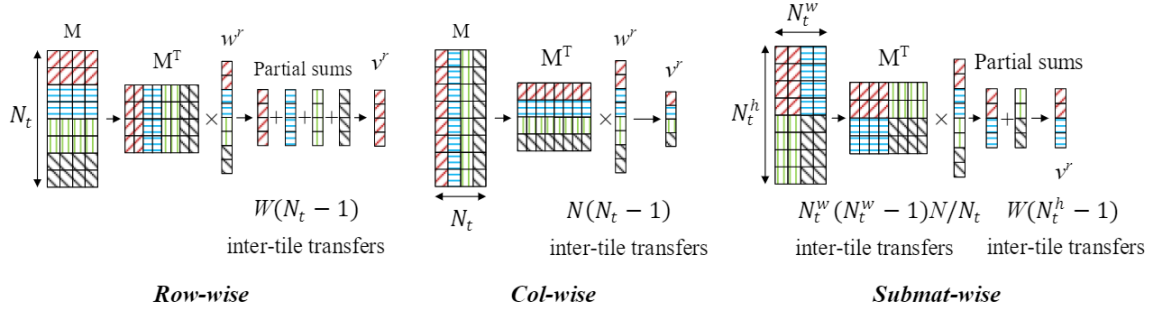 M
N_t
M^T
w^r
×
Partial sums
+ + +
v^r
W(N_t − 1)
inter-tile transfers
Row-wise
M
N_t
M^T
w^r
×
v^r
N(N_t − 1)
inter-tile transfers
Col-wise
N_t^w
M
N_t^h
M^T
w^r
×
Partial sums
+
v^r
N_t^w(N_t^w − 1)N/N_t
inter-tile transfers
W(N_t^h − 1)
inter-tile transfers
Submat-wise